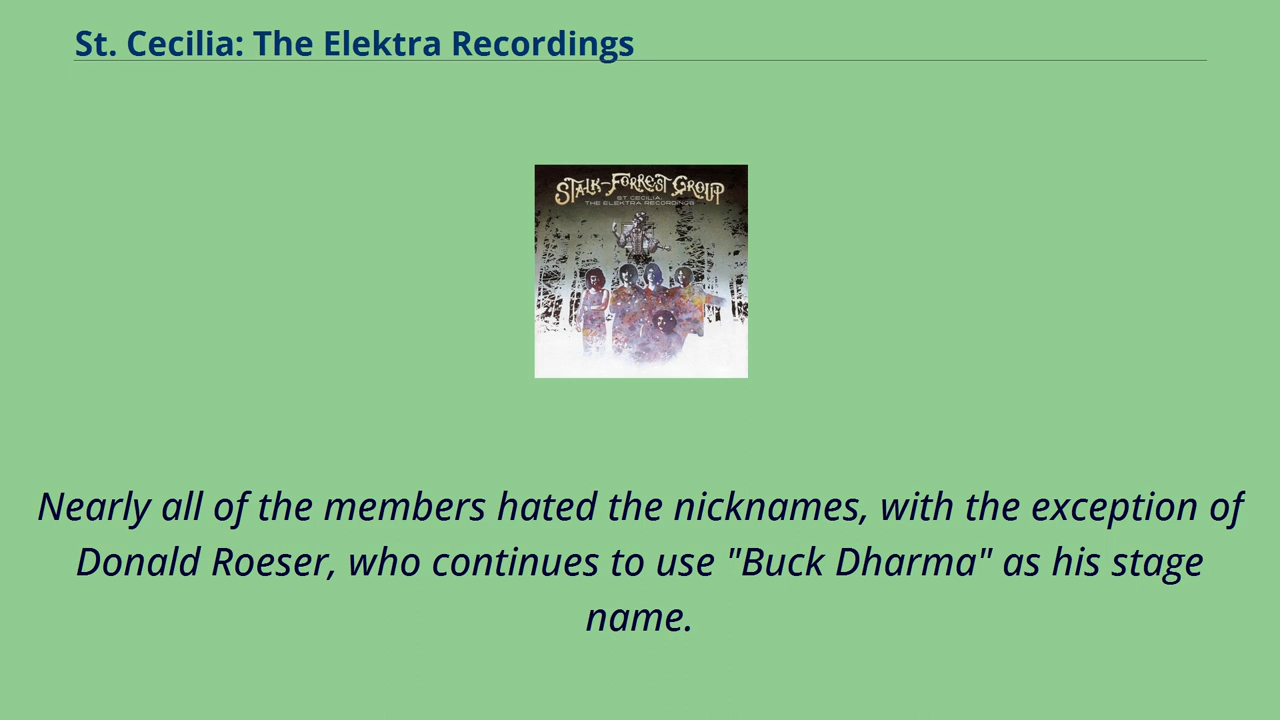 St. Cecilia: The Elektra Recordings
STALK-FORREST GROUP
ST. CECILIA:
THE ELEKTRA RECORDINGS
Nearly all of the members hated the nicknames, with the exception of
Donald Roeser, who continues to use "Buck Dharma" as his stage
name.